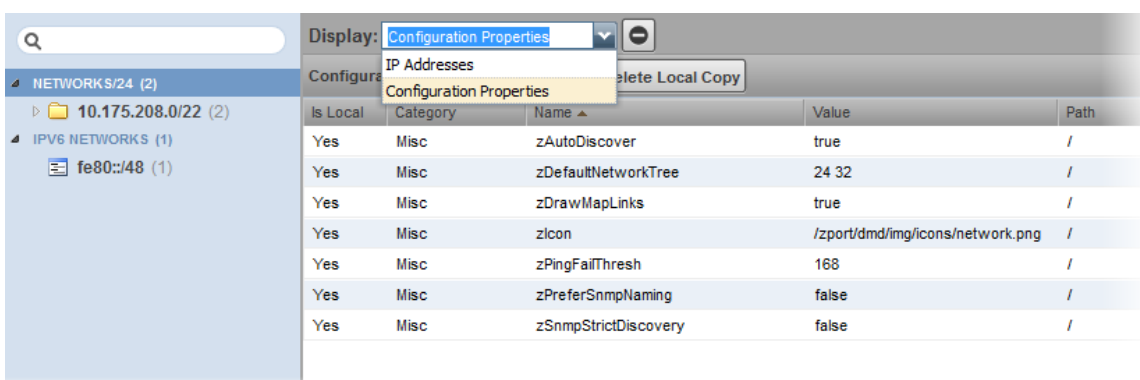 Display: Configuration Properties
IP Addresses
Configuration Properties
Delete Local Copy
NETWORKS/24 (2)
10.175.208.0/22 (2)
IPV6 NETWORKS (1)
fe80::/48 (1)
Is Local Category Name Value Path
Yes Misc zAutoDiscover true /
Yes Misc zDefaultNetworkTree 24 32 /
Yes Misc zDrawMapLinks true /
Yes Misc zIcon /zport/dmd/img/icons/network.png /
Yes Misc zPingFailThresh 168 /
Yes Misc zPreferSnmpNaming false /
Yes Misc zSnmpStrictDiscovery false /